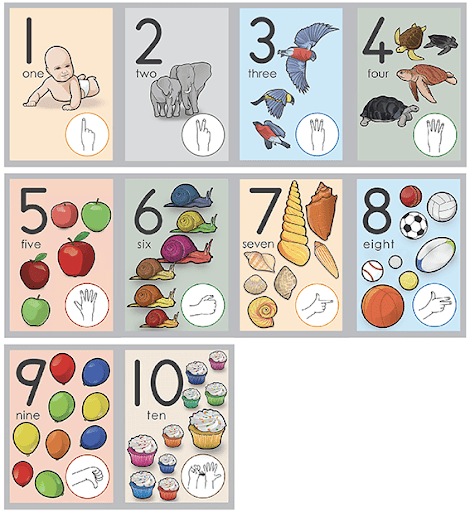 1
one
2
two
3
three
4
four
5
five
6
six
7
seven
8
eight
9
nine
10
ten